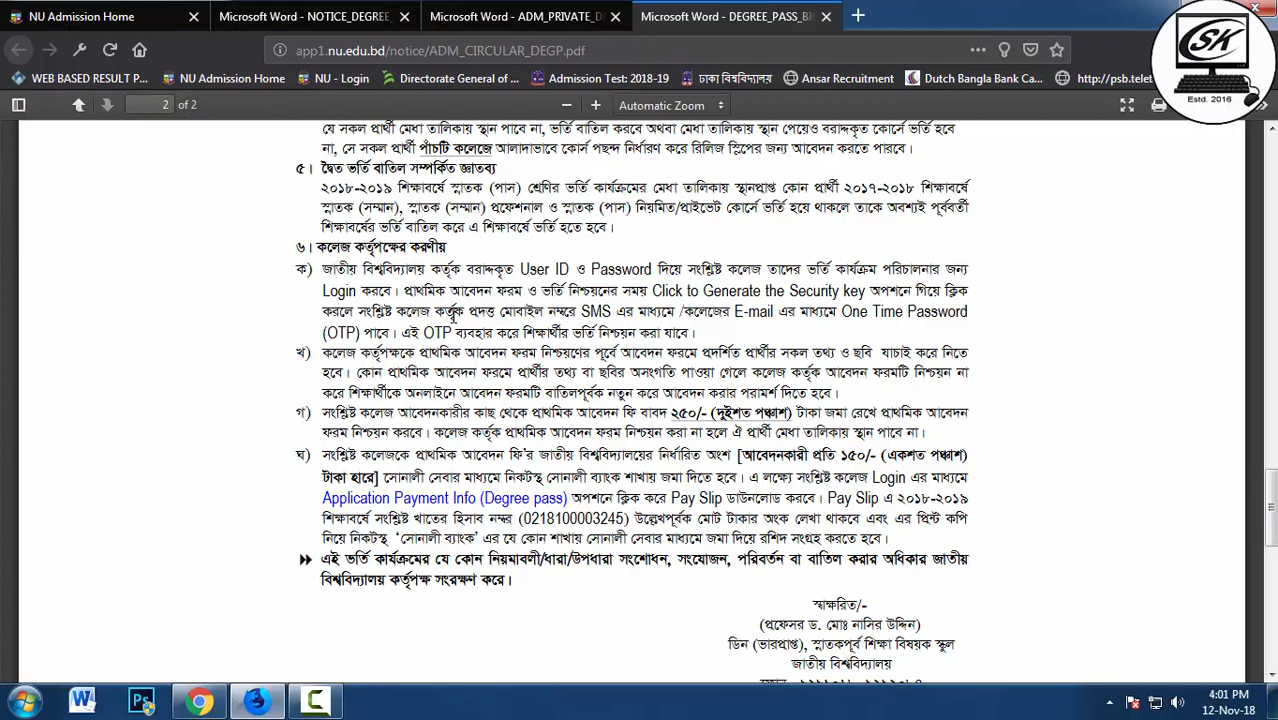 NU Admission Home
Microsoft Word - NOTICE_DEGREE_
Microsoft Word - ADM_PRIVATE_D
Microsoft Word - DEGREE_PASS_BI
SK
Estd. 2016
app1.nu.edu.bd/notice/ADM_CIRCULAR_DEGP.pdf
WEB BASED RESULT P...
NU Admission Home
NU - Login
Directorate General of ...
Admission Test 2018-19
ঢাকা বিশ্ববিদ্যালয়
Ansar Recruitment
Dutch Bangla Bank Ca...
http://psb.telet
2 of 2
Automatic Zoom
যে সকল প্রার্থী মেধা তালিকায় স্থান পাবে না, ভর্তি বাতিল করবে অথবা মেধা তালিকায় স্থান পেয়েও বরাদ্দকৃত কোর্সে ভর্তি হবে
না, সে সকল প্রার্থী পাঁচটি কলেজে আলাদাভাবে কোর্স পছন্দ নির্ধারণ করে রিলিজ স্লিপের জন্য আবেদন করতে পারবে।
৫। দ্বৈত ভর্তি বাতিল সম্পর্কিত জ্ঞাতব্য
২০১৮-২০১৯ শিক্ষাবর্ষে স্নাতক (পাস) শ্রেণির ভর্তি কার্যক্রমের মেধা তালিকায় স্থানপ্রাপ্ত কোন প্রার্থী ২০১৭-২০১৮ শিক্ষাবর্ষে
স্নাতক (সম্মান), স্নাতক (সম্মান) প্রফেশনাল ও স্নাতক (পাস) নিয়মিত/প্রাইভেট কোর্সে ভর্তি হয়ে থাকলে তাকে অবশ্যই পূর্ববর্তী
শিক্ষাবর্ষের ভর্তি বাতিল করে এ শিক্ষাবর্ষে ভর্তি হতে হবে।
৬। কলেজ কর্তৃপক্ষের করণীয়
ক) জাতীয় বিশ্ববিদ্যালয় কর্তৃক বরাদ্দকৃত User ID ও Password দিয়ে সংশ্লিষ্ট কলেজ তাদের ভর্তি কার্যক্রম পরিচালনার জন্য
Login করবে। প্রাথমিক আবেদন ফরম ও ভর্তি নিশ্চয়নের সময় Click to Generate the Security key অপশনে গিয়ে ক্লিক
করলে সংশ্লিষ্ট কলেজ কর্তৃক প্রদত্ত মোবাইল নম্বরে SMS এর মাধ্যমে /কলেজের E-mail এর মাধ্যমে One Time Password
(OTP) পাবে। এই OTP ব্যবহার করে শিক্ষার্থীর ভর্তি নিশ্চয়ন করা যাবে।
খ) কলেজ কর্তৃপক্ষকে প্রাথমিক আবেদন ফরম নিশ্চয়ণের পূর্বে আবেদন ফরমে প্রদর্শিত প্রার্থীর সকল তথ্য ও ছবি যাচাই করে নিতে
হবে। কোন প্রাথমিক আবেদন ফরমে প্রার্থীর তথ্য বা ছবির অসংগতি পাওয়া গেলে কলেজ কর্তৃক আবেদন ফরমটি নিশ্চয়ন না
করে শিক্ষার্থীকে অনলাইনে আবেদন ফরমটি বাতিলপূর্বক নতুন করে আবেদন করার পরামর্শ দিতে হবে।
গ) সংশ্লিষ্ট কলেজ আবেদনকারীর কাছ থেকে প্রাথমিক আবেদন ফি বাবদ ২৫০/- (দুইশত পঞ্চাশ) টাকা জমা রেখে প্রাথমিক আবেদন
ফরম নিশ্চয়ন করবে। কলেজ কর্তৃক প্রাথমিক আবেদন ফরম নিশ্চয়ন করা না হলে ঐ প্রার্থী মেধা তালিকায় স্থান পাবে না।
ঘ) সংশ্লিষ্ট কলেজকে প্রাথমিক আবেদন ফি'র জাতীয় বিশ্ববিদ্যালয়ের নির্ধারিত অংশ [আবেদনকারী প্রতি ১৫০/- (একশত পঞ্চাশ)
টাকা হারে] সোনালী সেবার মাধ্যমে নিকটস্থ সোনালী ব্যাংক শাখায় জমা দিতে হবে। এ লক্ষ্যে সংশ্লিষ্ট কলেজ Login এর মাধ্যমে
Application Payment Info (Degree pass) অপশনে ক্লিক করে Pay Slip ডাউনলোড করবে। Pay Slip এ ২০১৮-২০১৯
শিক্ষাবর্ষে সংশ্লিষ্ট খাতের হিসাব নম্বর (0218100003245) উল্লেখপূর্বক মোট টাকার অংক লেখা থাকবে এবং এর প্রিন্ট কপি
নিয়ে নিকটস্থ 'সোনালী ব্যাংক' এর যে কোন শাখায় সোনালী সেবার মাধ্যমে জমা দিয়ে রশিদ সংগ্রহ করতে হবে।
এই ভর্তি কার্যক্রমের যে কোন নিয়মাবলী/ধারা/উপধারা সংশোধন, সংযোজন, পরিবর্তন বা বাতিল করার অধিকার জাতীয়
বিশ্ববিদ্যালয় কর্তৃপক্ষ সংরক্ষণ করে।
স্বাক্ষরিত/-
(প্রফেসর ড. মোঃ নাসির উদ্দিন)
ডিন (ভারপ্রাপ্ত), স্নাতকপূর্ব শিক্ষা বিষয়ক স্কুল
জাতীয় বিশ্ববিদ্যালয়
4:01 PM
12-Nov-18